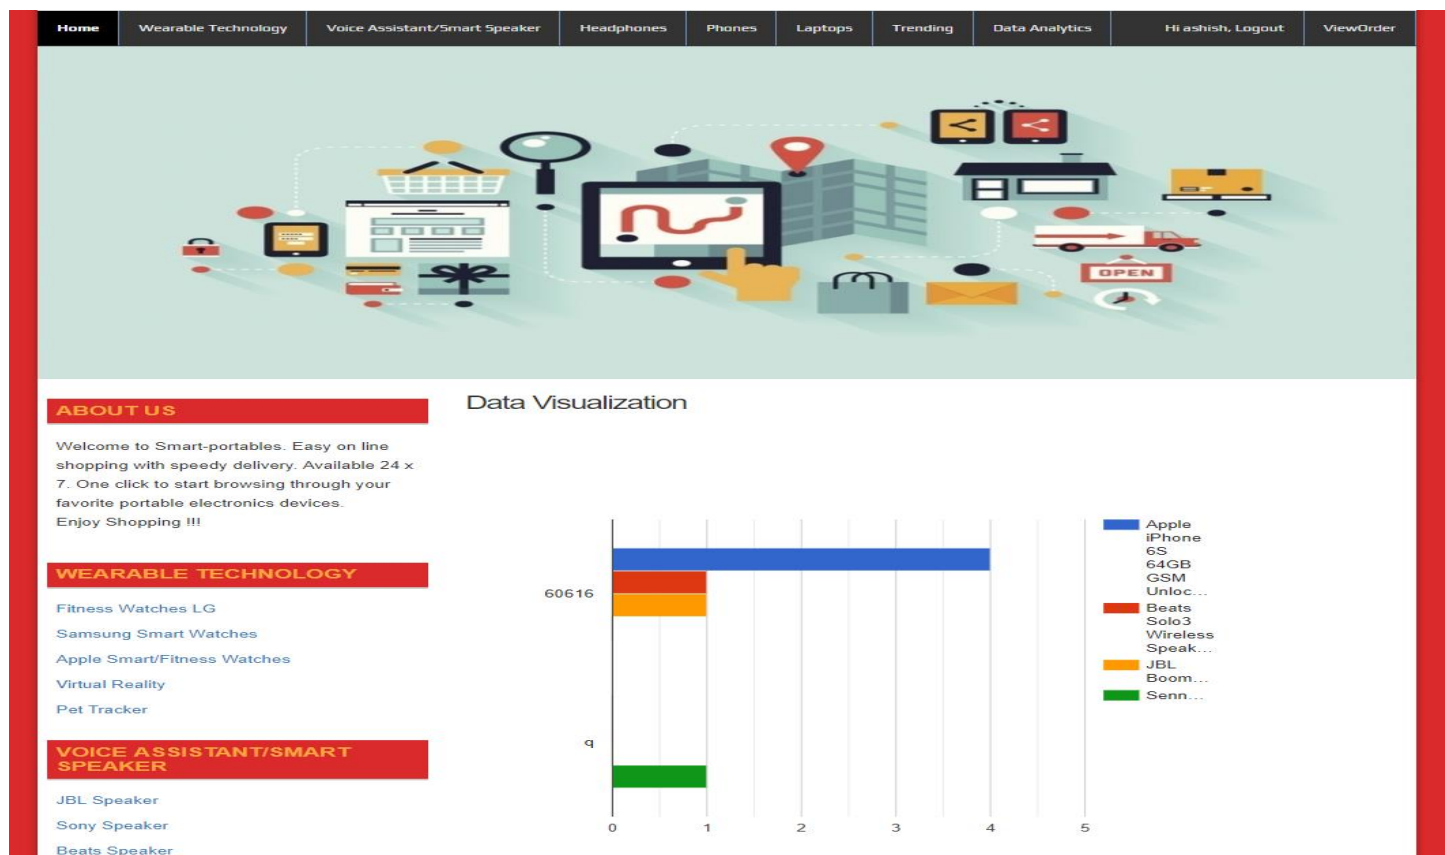 Home Wearable Technology Voice Assistant/Smart Speaker Headphones Phones Laptops Trending Data Analytics Hi ashish, Logout ViewOrder
OPEN
ABOUT US
Welcome to Smart-portables. Easy on line
shopping with speedy delivery. Available 24 x
7. One click to start browsing through your
favorite portable electronics devices.
Enjoy Shopping !!!
WEARABLE TECHNOLOGY
Fitness Watches LG
Samsung Smart Watches
Apple Smart/Fitness Watches
Virtual Reality
Pet Tracker
VOICE ASSISTANT/SMART
SPEAKER
JBL Speaker
Sony Speaker
Beats Speaker
Data Visualization
60616
q
0 1 2 3 4 5
Apple
iPhone
6S
64GB
GSM
Unloc...
Beats
Solo3
Wireless
Speak...
JBL
Boom...
Senn...